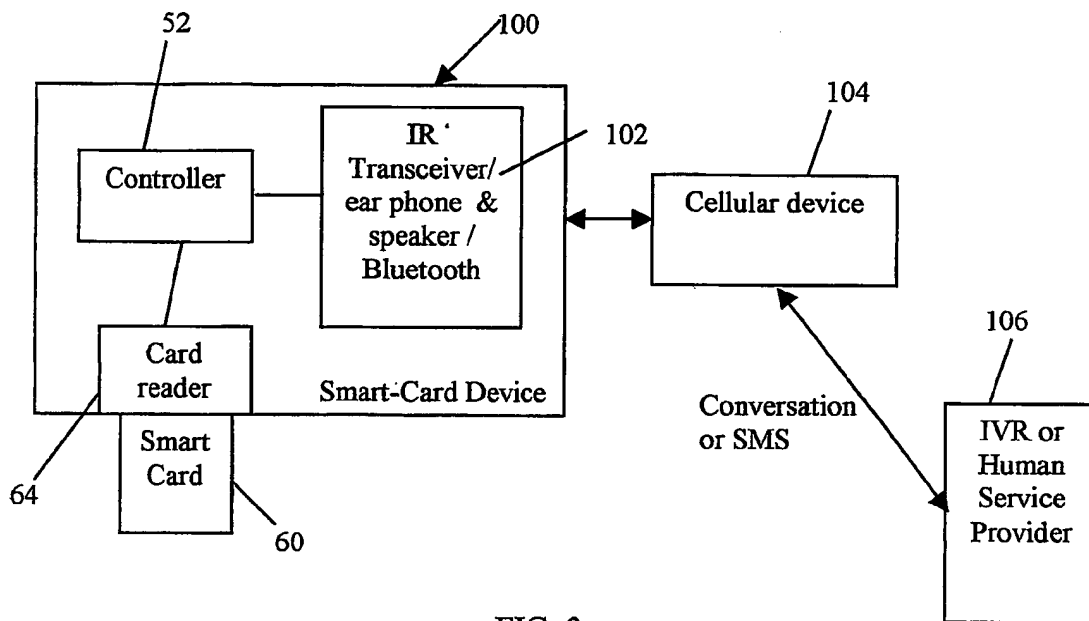 52
100
104
IR
Transceiver/
ear phone &
speaker /
Bluetooth
102
Controller
Cellular device
106
Card
reader
Smart-Card Device
Conversation
or SMS
IVR or
Human
Service
Provider
Smart
Card
64
60